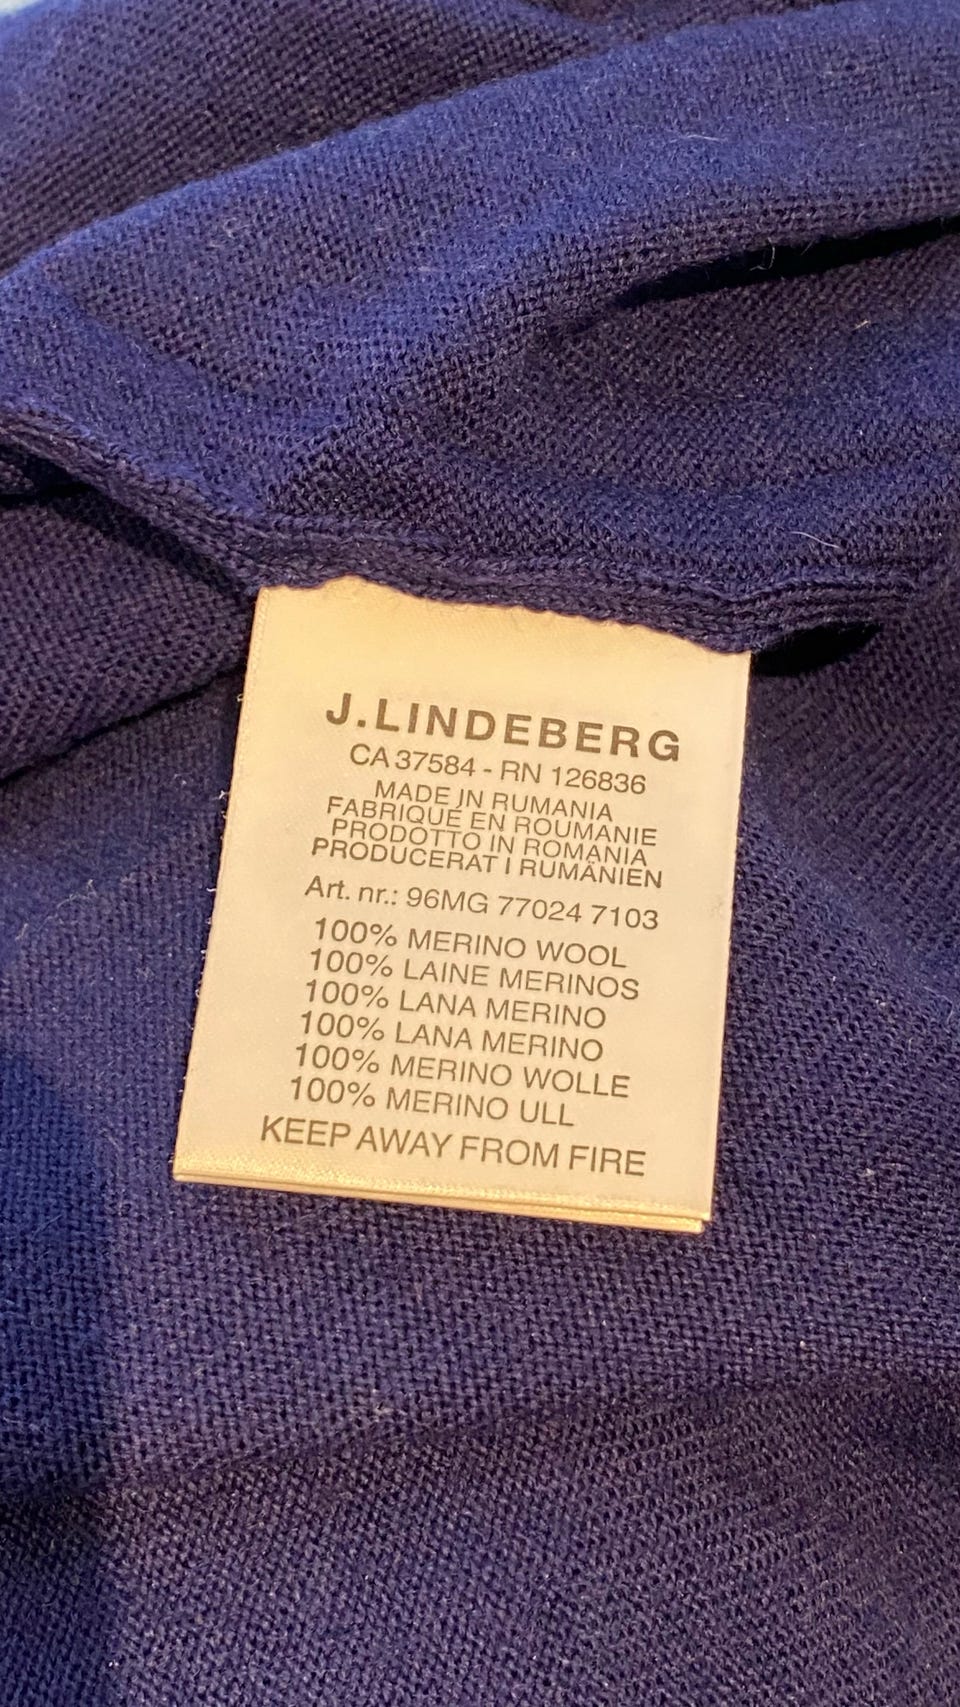 J.LINDEBERG
CA 37584 - RN 126836
MADE IN RUMANIA
FABRIQUE EN ROUMANIE
PRODOTTO IN ROMANIA
PRODUCERAT I RUMÄNIEN
Art. nr.: 96MG 77024 7103
100% MERINO WOOL
100% LAINE MERINOS
100% LANA MERINO
100% LANA MERINO
100% MERINO WOLLE
100% MERINO ULL
KEEP AWAY FROM FIRE